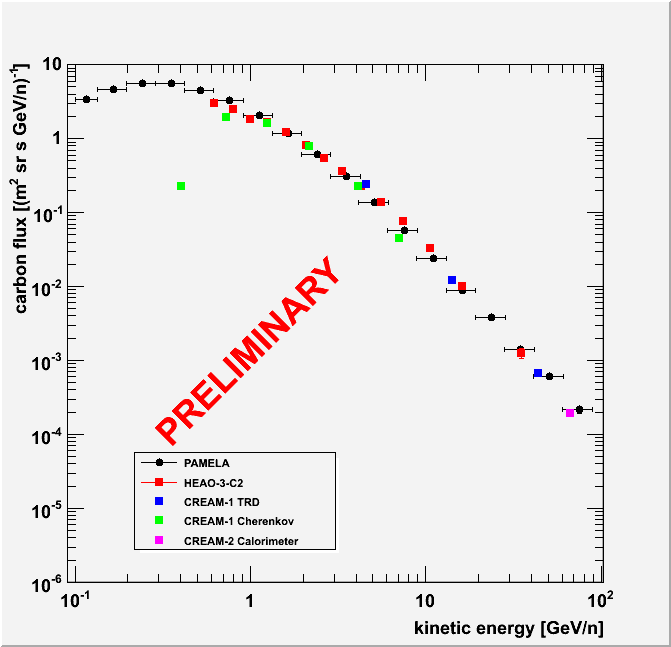 carbon flux [(m² sr s GeV/n)⁻¹]
10
1
10⁻¹
10⁻²
10⁻³
10⁻⁴
10⁻⁵
10⁻⁶
PRELIMINARY
PAMELA
HEAO-3-C2
CREAM-1 TRD
CREAM-1 Cherenkov
CREAM-2 Calorimeter
10⁻¹ 1 10 10²
kinetic energy [GeV/n]